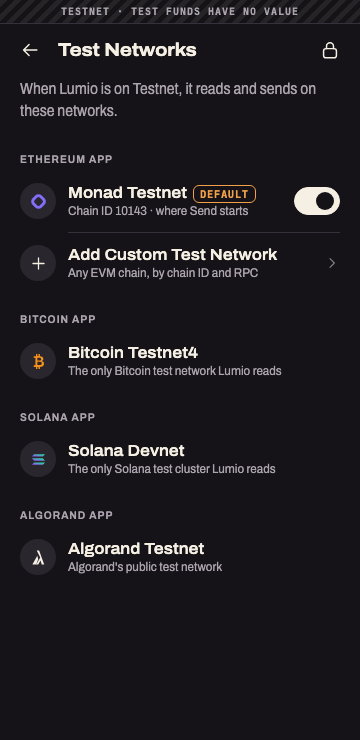 TESTNET · TEST FUNDS HAVE NO VALUE
Test Networks
When Lumio is on Testnet, it reads and sends on
these networks.
ETHEREUM APP
Monad Testnet DEFAULT
Chain ID 10143 · where Send starts
Add Custom Test Network
Any EVM chain, by chain ID and RPC
BITCOIN APP
Bitcoin Testnet4
The only Bitcoin test network Lumio reads
SOLANA APP
Solana Devnet
The only Solana test cluster Lumio reads
ALGORAND APP
Algorand Testnet
Algorand's public test network